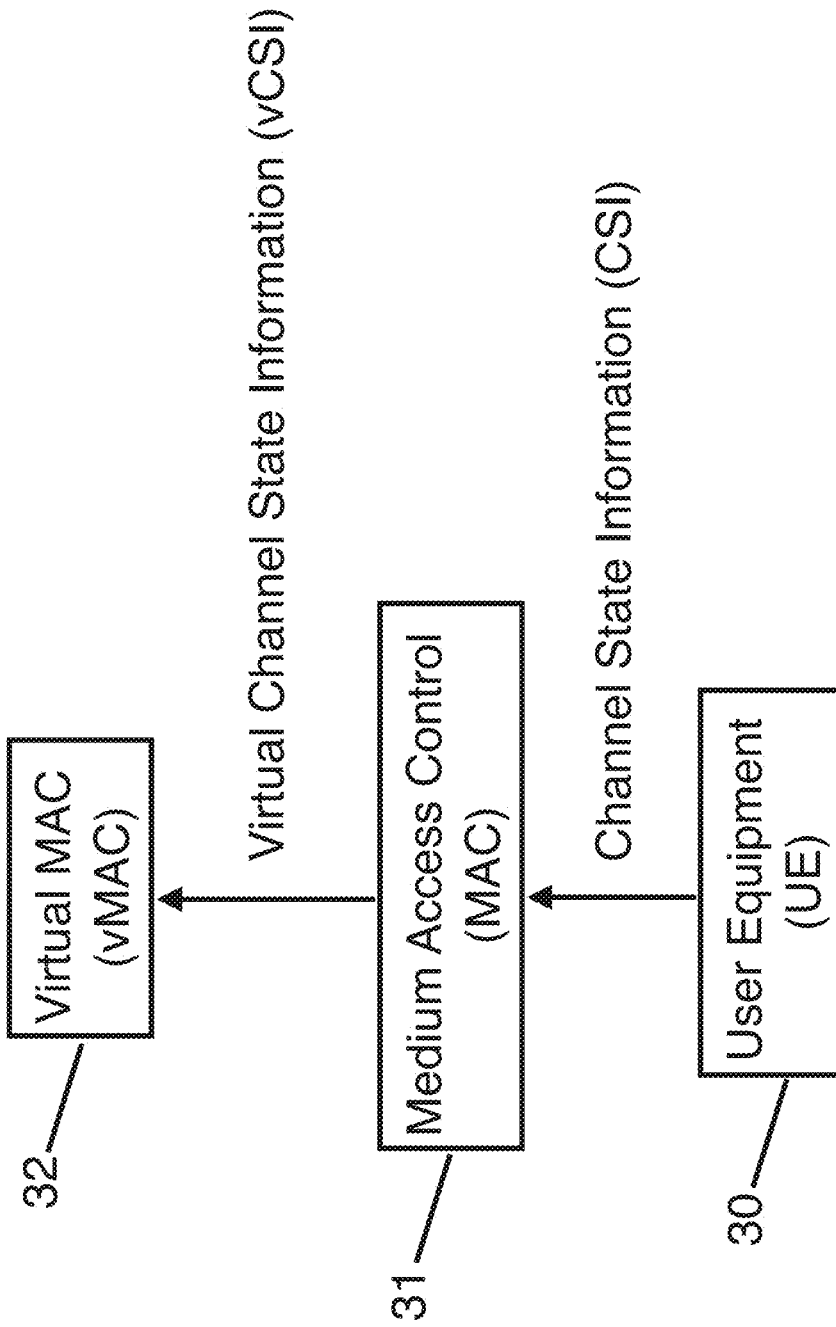 32
Virtual MAC
(vMAC)
Virtual Channel State Information (vCSI)
31
Medium Access Control
(MAC)
Channel State Information (CSI)
30
User Equipment
(UE)